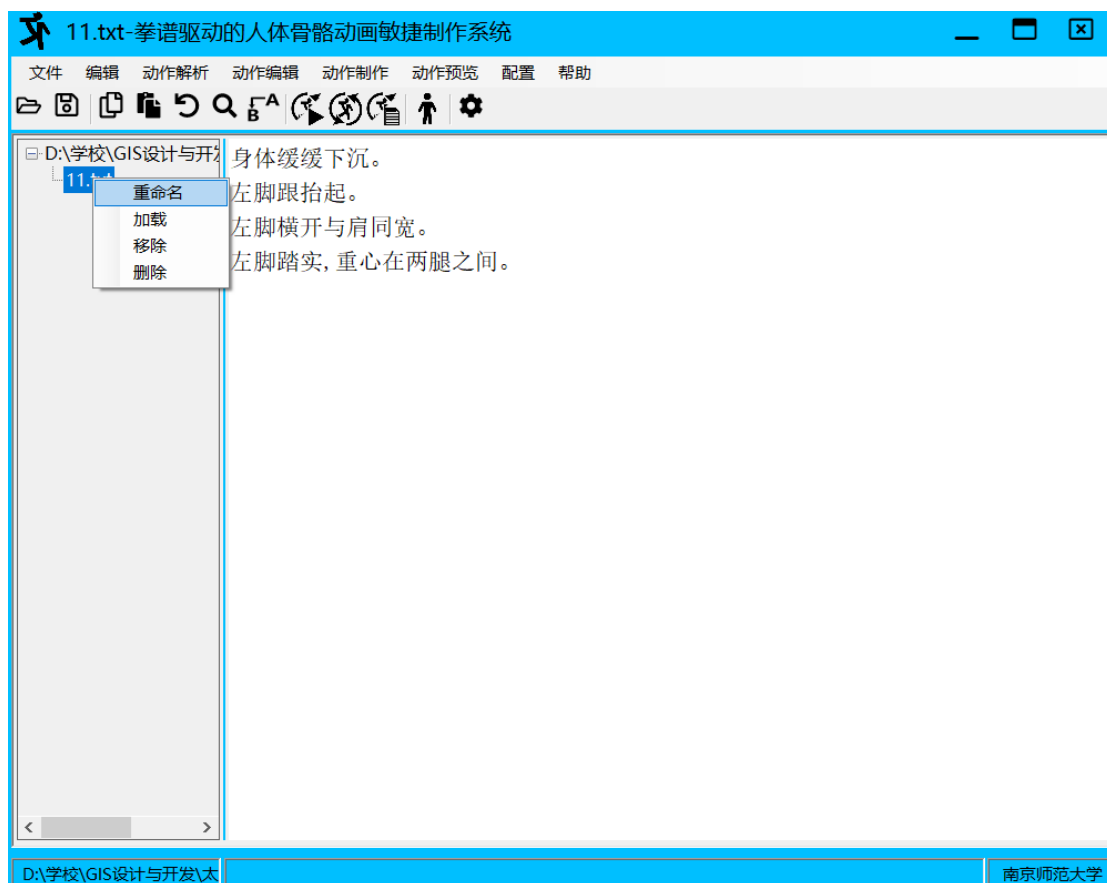 11.txt-拳谱驱动的人体骨骼动画敏捷制作系统
文件 编辑 动作解析 动作编辑 动作制作 动作预览 配置 帮助
D:\学校\GIS设计与开发
11.txt
重命名
加载
移除
删除
身体缓缓下沉。
左脚跟抬起。
左脚横开与肩同宽。
左脚踏实,重心在两腿之间。
D:\学校\GIS设计与开发\太
南京师范大学